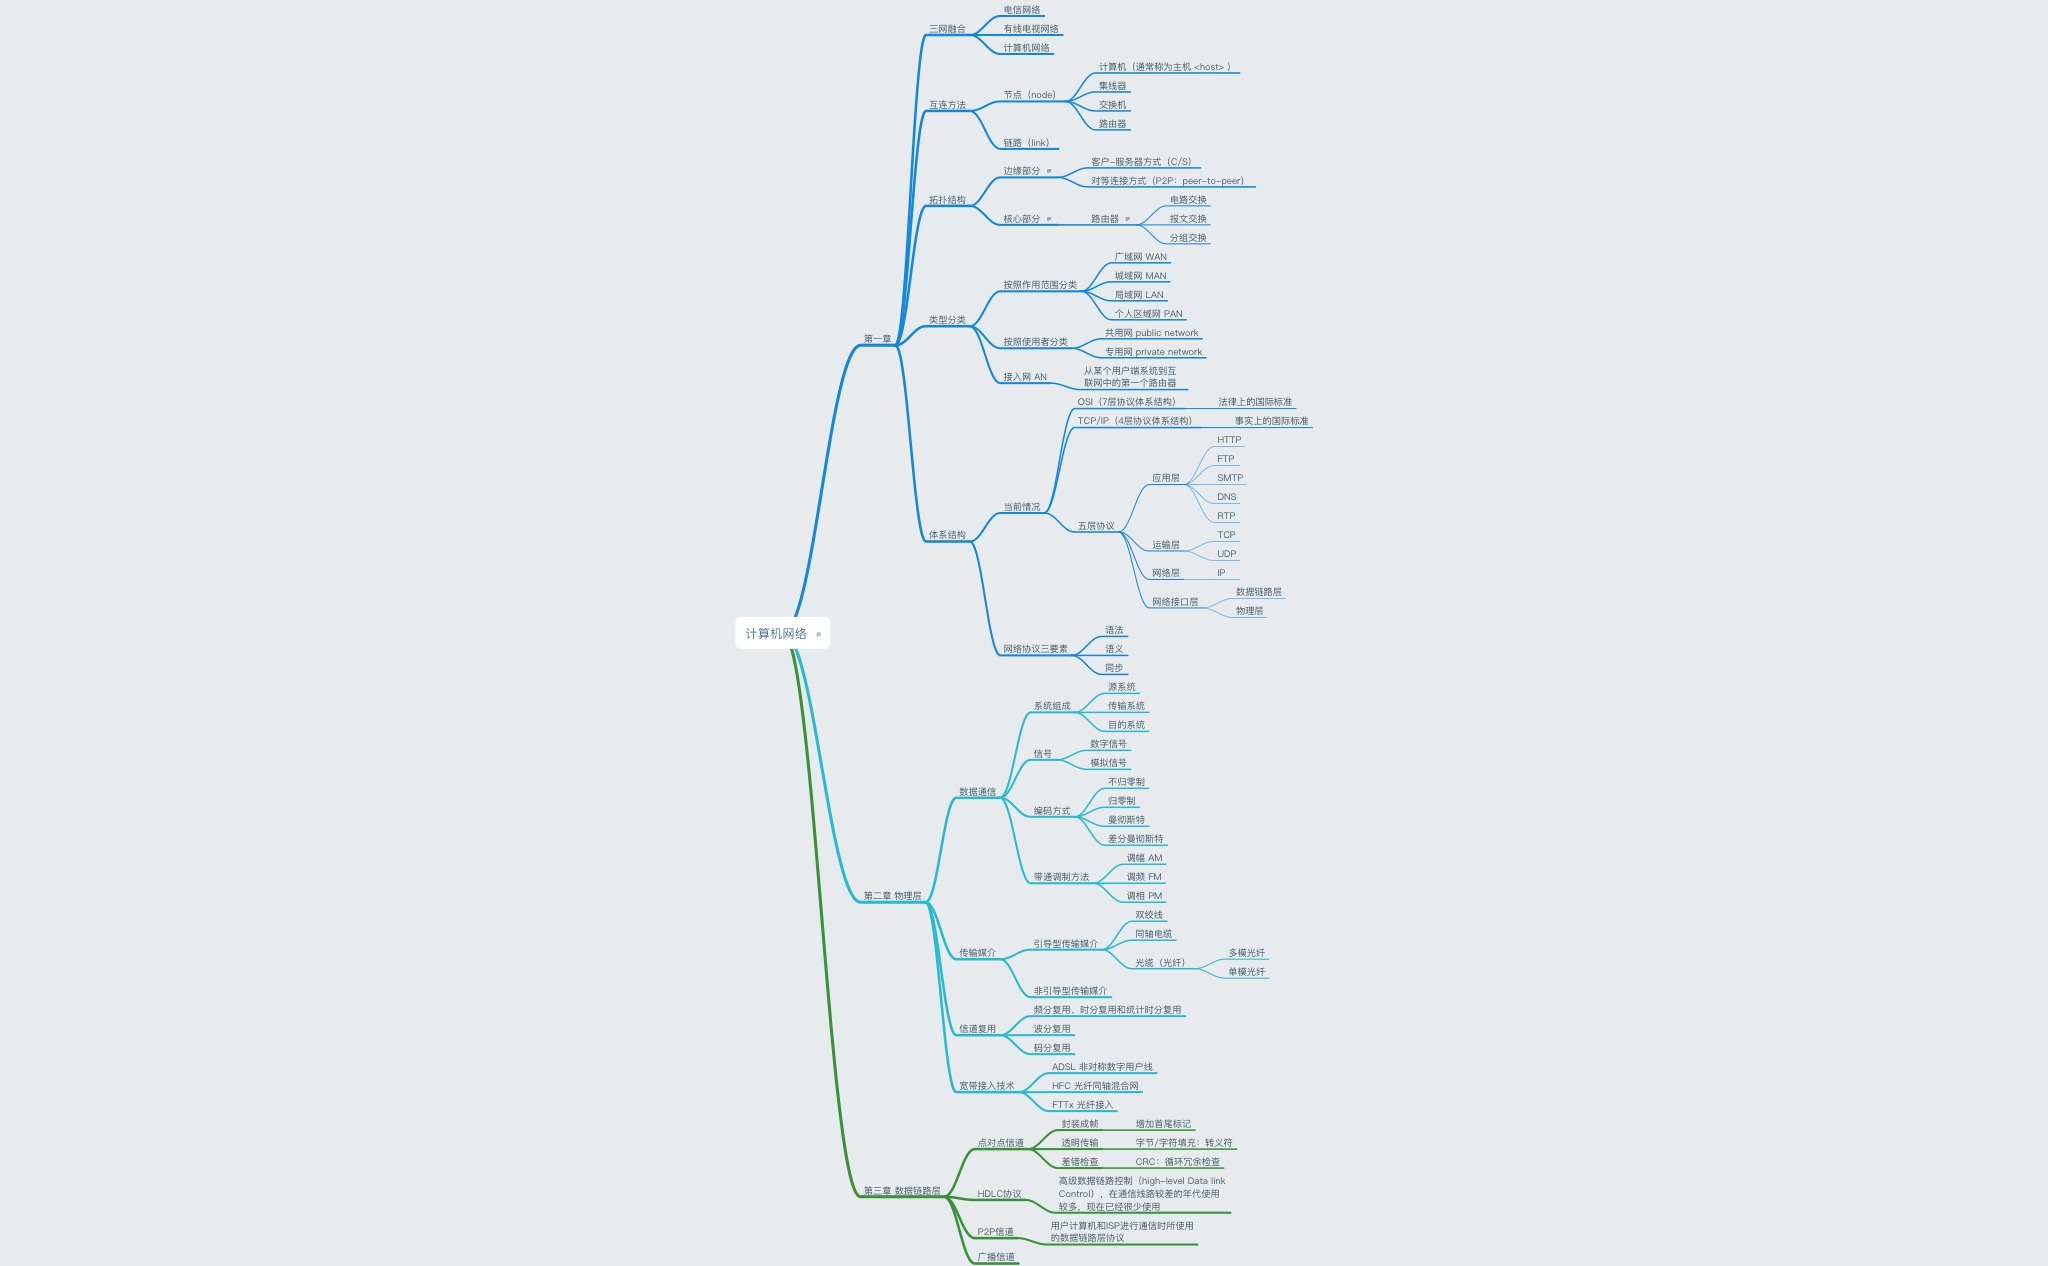 计算机网络
第一章
三网融合
电信网络
有线电视网络
计算机网络
互连方法
节点（node）
计算机（通常称为主机 <host> ）
集线器
交换机
路由器
链路（link）
拓扑结构
边缘部分
客户-服务器方式（C/S）
对等连接方式（P2P：peer-to-peer）
核心部分
路由器
电路交换
报文交换
分组交换
类型分类
按照作用范围分类
广域网 WAN
城域网 MAN
局域网 LAN
个人区域网 PAN
按照使用者分类
共用网 public network
专用网 private network
接入网 AN
从某个用户端系统到互
联网中的第一个路由器
体系结构
当前情况
OSI（7层协议体系结构）
法律上的国际标准
TCP/IP（4层协议体系结构）
事实上的国际标准
五层协议
应用层
HTTP
FTP
SMTP
DNS
RTP
运输层
TCP
UDP
网络层
IP
网络接口层
数据链路层
物理层
网络协议三要素
语法
语义
同步
第二章 物理层
数据通信
系统组成
源系统
传输系统
目的系统
信号
数字信号
模拟信号
编码方式
不归零制
归零制
曼彻斯特
差分曼彻斯特
带通调制方法
调幅 AM
调频 FM
调相 PM
传输媒介
引导型传输媒介
双绞线
同轴电缆
光缆（光纤）
多模光纤
单模光纤
非引导型传输媒介
信道复用
频分复用、时分复用和统计时分复用
波分复用
码分复用
宽带接入技术
ADSL 非对称数字用户线
HFC 光纤同轴混合网
FTTx 光纤接入
第三章 数据链路层
点对点信道
封装成帧
增加首尾标记
透明传输
字节/字符填充：转义符
差错检查
CRC：循环冗余检查
HDLC协议
高级数据链路控制（high-level Data link
Control），在通信线路较差的年代使用
较多，现在已经很少使用
P2P信道
用户计算机和ISP进行通信时所使用
的数据链路层协议
广播信道